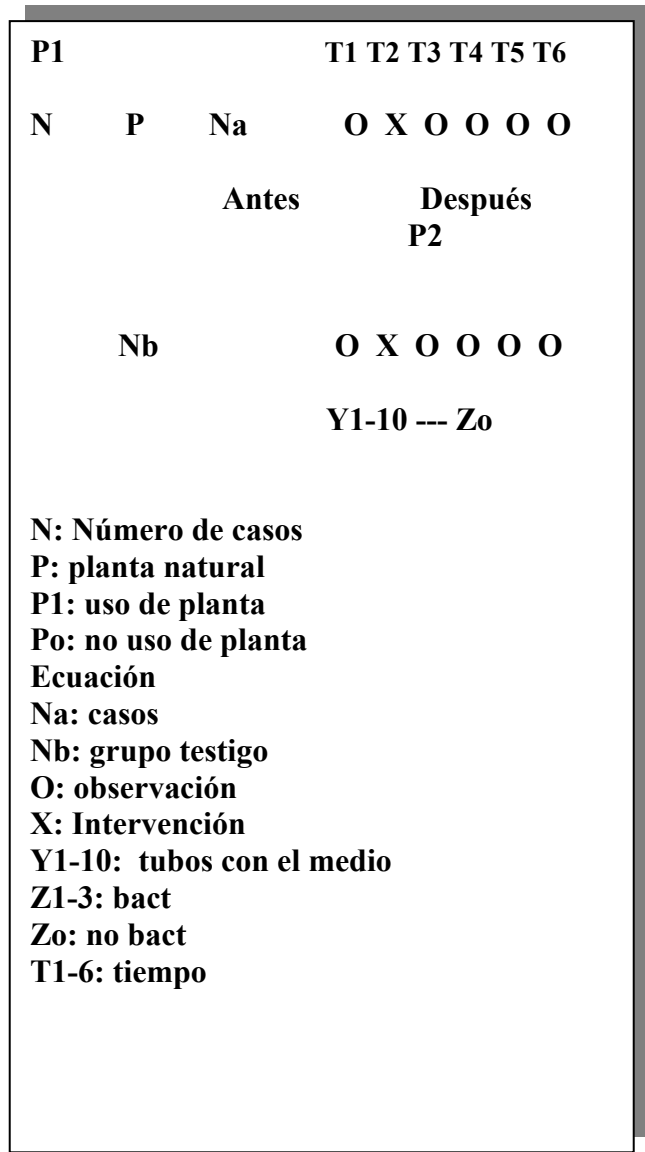 P1 T1 T2 T3 T4 T5 T6
N P Na O X O O O O
Antes Después
P2
Nb O X O O O O
Y1-10 --- Zo
N: Número de casos
P: planta natural
P1: uso de planta
Po: no uso de planta
Ecuación
Na: casos
Nb: grupo testigo
O: observación
X: Intervención
Y1-10: tubos con el medio
Z1-3: bact
Zo: no bact
T1-6: tiempo